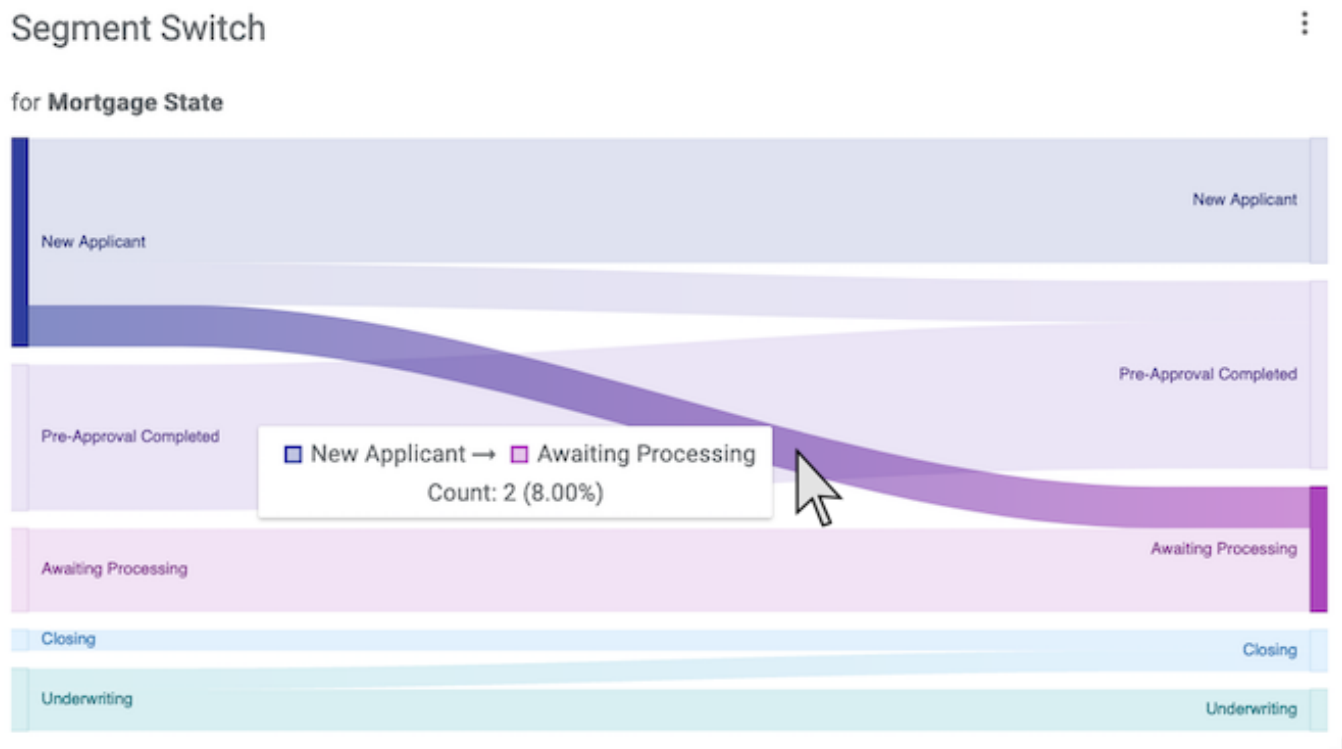 Segment Switch
for Mortgage State
New Applicant
New Applicant
Pre-Approval Completed
Pre-Approval Completed
New Applicant → Awaiting Processing
Count: 2 (8.00%)
Awaiting Processing
Awaiting Processing
Closing
Closing
Underwriting
Underwriting